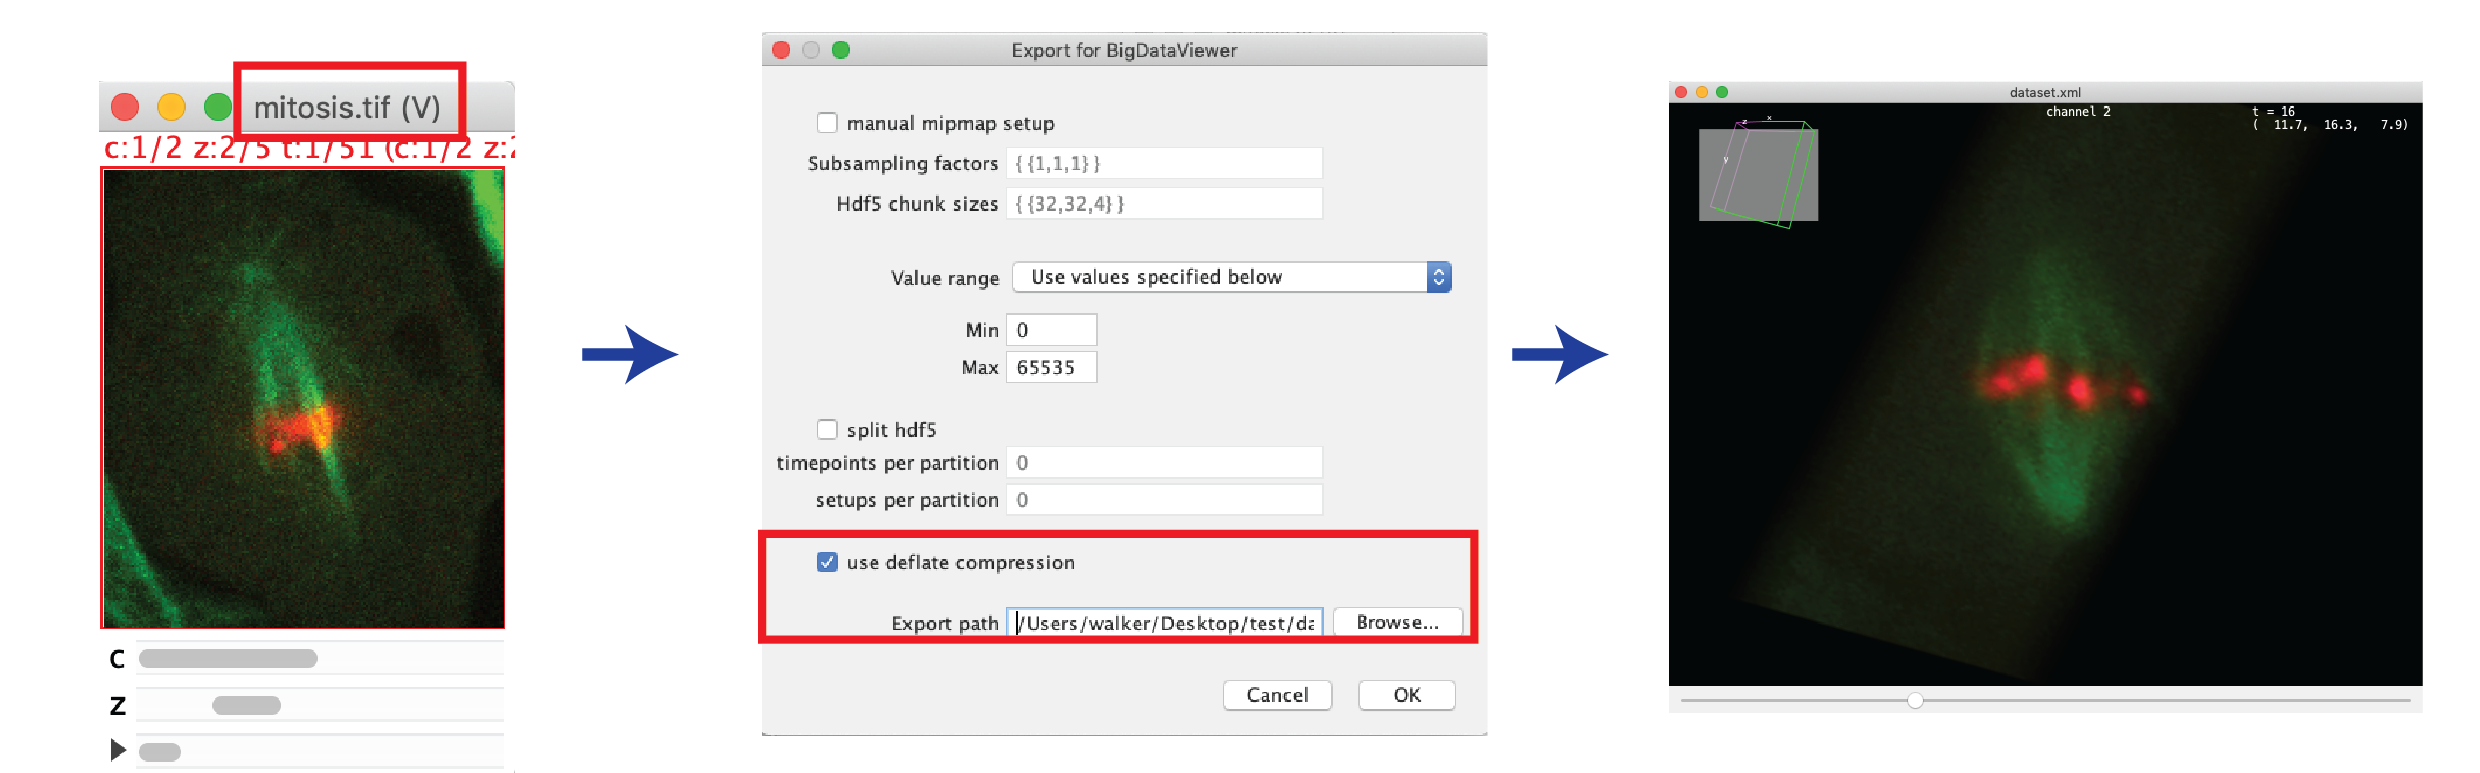 mitosis.tif (V)
c:1/2 z:2/5 t:1/51 (c:1/2 z:2
C
Z
Export for BigDataViewer
manual mipmap setup
Subsampling factors { {1,1,1} }
Hdf5 chunk sizes { {32,32,4} }
Value range Use values specified below
Min 0
Max 65535
split hdf5
timepoints per partition 0
setups per partition 0
use deflate compression
Export path /Users/walker/Desktop/test/da Browse...
Cancel OK
dataset.xml
channel 2
t = 16
( 11.7, 16.3, 7.9)
x
z
y